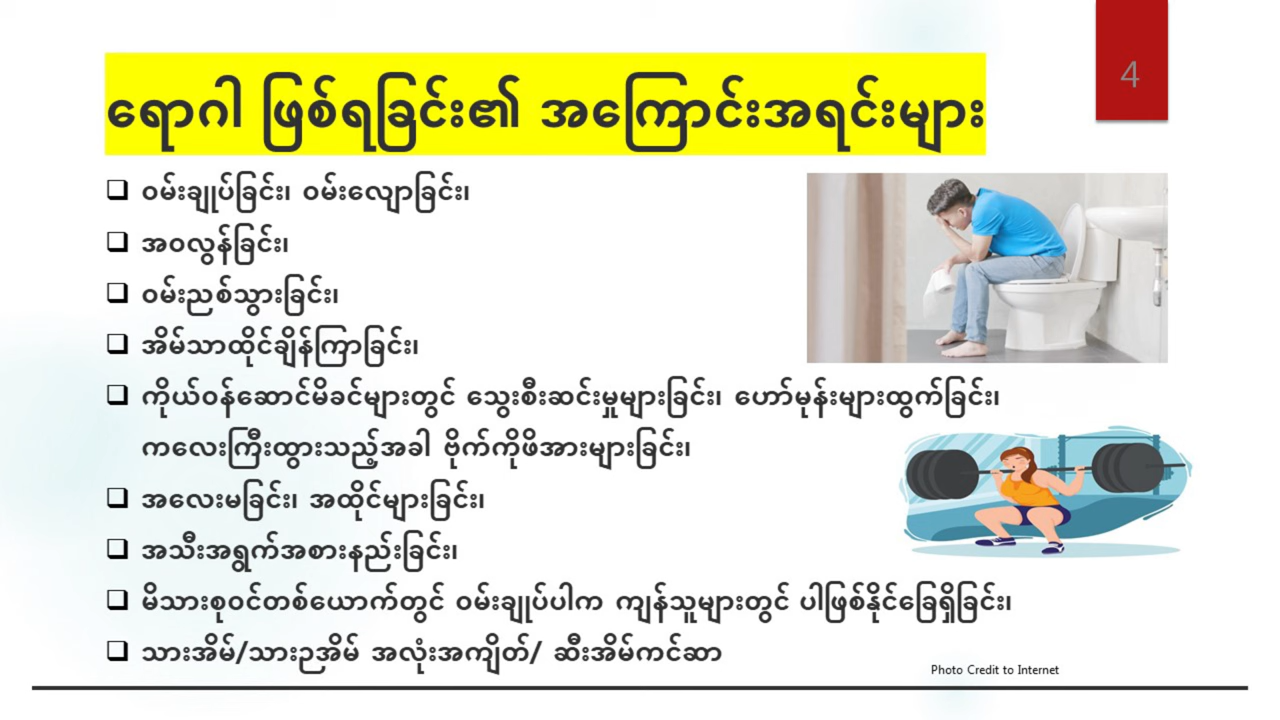 4
ရောဂါ ဖြစ်ရခြင်း၏ အကြောင်းအရင်းများ
❑ ဝမ်းချုပ်ခြင်း၊ ဝမ်းလျောခြင်း၊
❑ အဝလွန်ခြင်း၊
❑ ဝမ်းညစ်သွားခြင်း၊
❑ အိမ်သာထိုင်ချိန်ကြာခြင်း၊
❑ ကိုယ်ဝန်ဆောင်မိခင်များတွင် သွေးစီးဆင်းမှုများခြင်း၊ ဟော်မုန်းများထွက်ခြင်း၊
ကလေးကြီးထွားသည့်အခါ ဗိုက်ကိုဖိအားများခြင်း၊
❑ အလေးမခြင်း၊ အထိုင်များခြင်း၊
❑ အသီးအရွက်အစားနည်းခြင်း၊
❑ မိသားစုဝင်တစ်ယောက်တွင် ဝမ်းချုပ်ပါက ကျန်သူများတွင် ပါဖြစ်နိုင်ခြေရှိခြင်း၊
❑ သားအိမ်/သားဥအိမ် အလုံးအကျိတ်/ ဆီးအိမ်ကင်ဆာ
Photo Credit to Internet